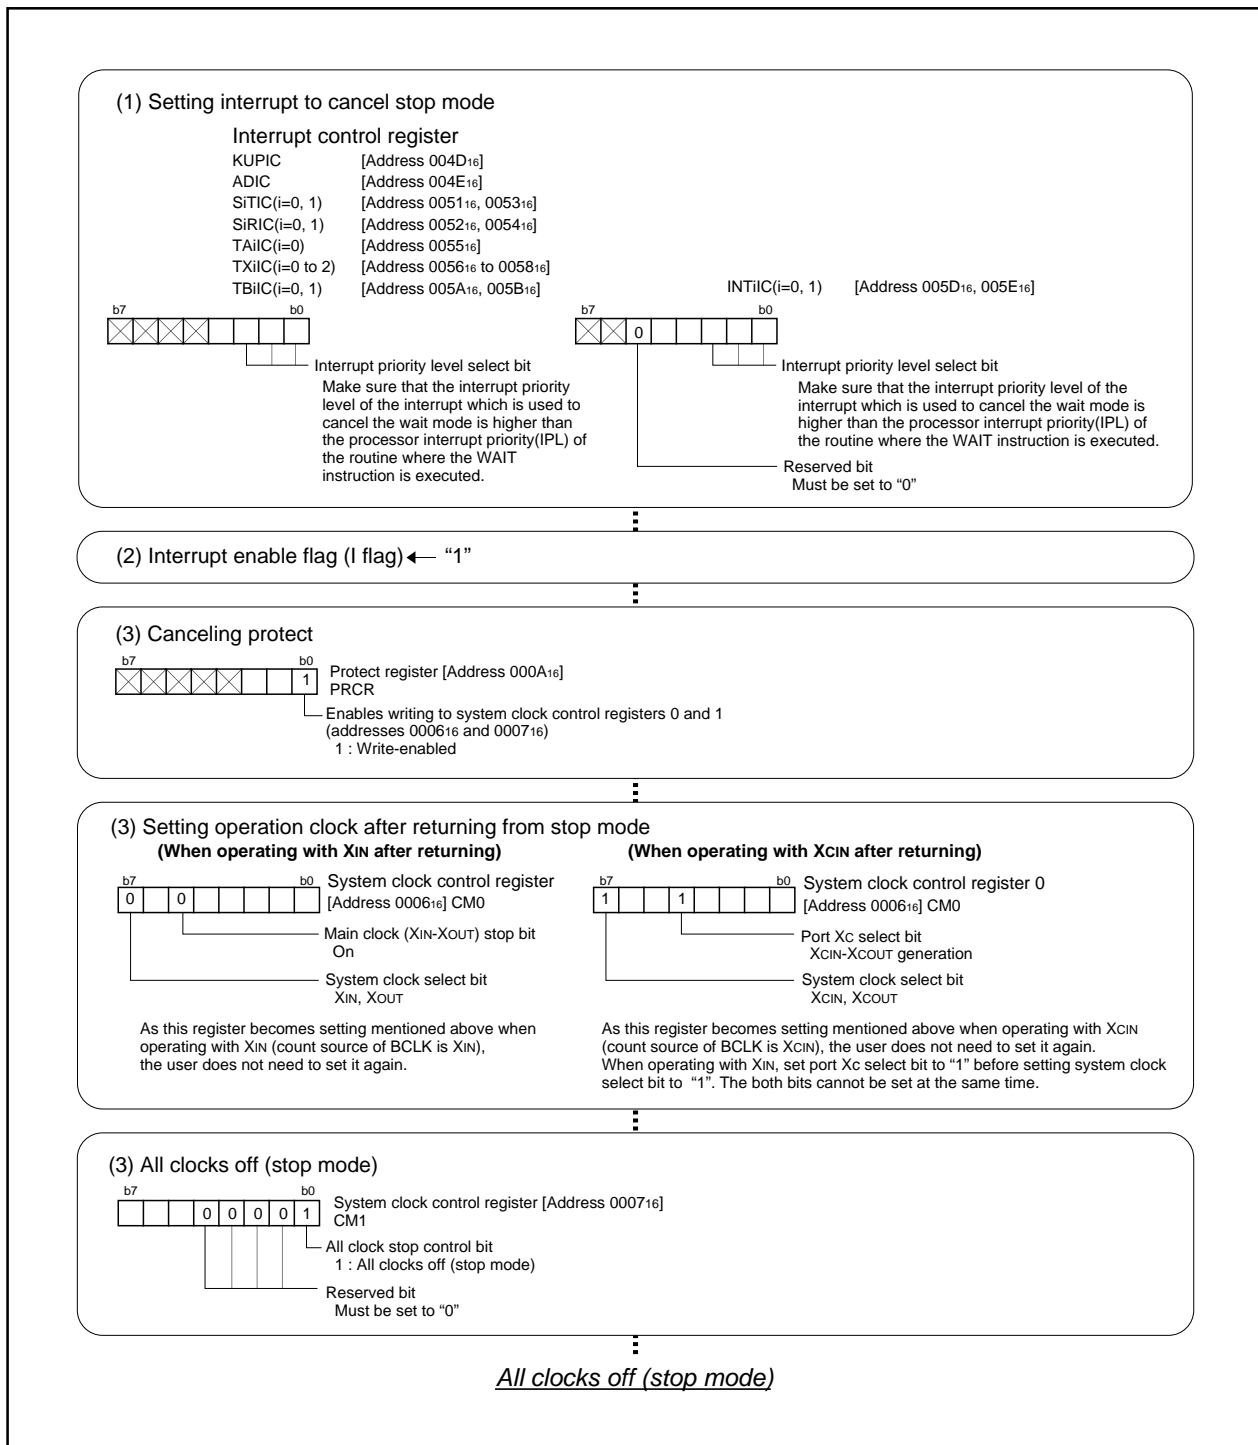 (1) Setting interrupt to cancel stop mode
Interrupt control register
KUPIC [Address 004D16]
ADIC [Address 004E16]
SiTIC(i=0, 1) [Address 005116, 005316]
SiRIC(i=0, 1) [Address 005216, 005416]
TAiIC(i=0) [Address 005516]
TXiIC(i=0 to 2) [Address 005616 to 005816]
TBiIC(i=0, 1) [Address 005A16, 005B16]
b7 b0
Interrupt priority level select bit
Make sure that the interrupt priority
level of the interrupt which is used to
cancel the wait mode is higher than
the processor interrupt priority(IPL) of
the routine where the WAIT
instruction is executed.
INTiIC(i=0, 1) [Address 005D16, 005E16]
b7 b0
0
Interrupt priority level select bit
Make sure that the interrupt priority level of the
interrupt which is used to cancel the wait mode is
higher than the processor interrupt priority(IPL) of
the routine where the WAIT instruction is executed.
Reserved bit
Must be set to “0”
(2) Interrupt enable flag (I flag) ← “1”
(3) Canceling protect
b7 b0
1
Protect register [Address 000A16]
PRCR
Enables writing to system clock control registers 0 and 1
(addresses 000616 and 000716)
1 : Write-enabled
(3) Setting operation clock after returning from stop mode
(When operating with XIN after returning)
b7 b0
0 0
System clock control register
[Address 000616] CM0
Main clock (XIN-XOUT) stop bit
On
System clock select bit
XIN, XOUT
As this register becomes setting mentioned above when
operating with XIN (count source of BCLK is XIN),
the user does not need to set it again.
(When operating with XCIN after returning)
b7 b0
1 1
System clock control register 0
[Address 000616] CM0
Port XC select bit
XCIN-XCOUT generation
System clock select bit
XCIN, XCOUT
As this register becomes setting mentioned above when operating with XCIN
(count source of BCLK is XCIN), the user does not need to set it again.
When operating with XIN, set port Xc select bit to “1” before setting system clock
select bit to “1”. The both bits cannot be set at the same time.
(3) All clocks off (stop mode)
b7 b0
0 0 0 0 1
System clock control register [Address 000716]
CM1
All clock stop control bit
1 : All clocks off (stop mode)
Reserved bit
Must be set to “0”
All clocks off (stop mode)